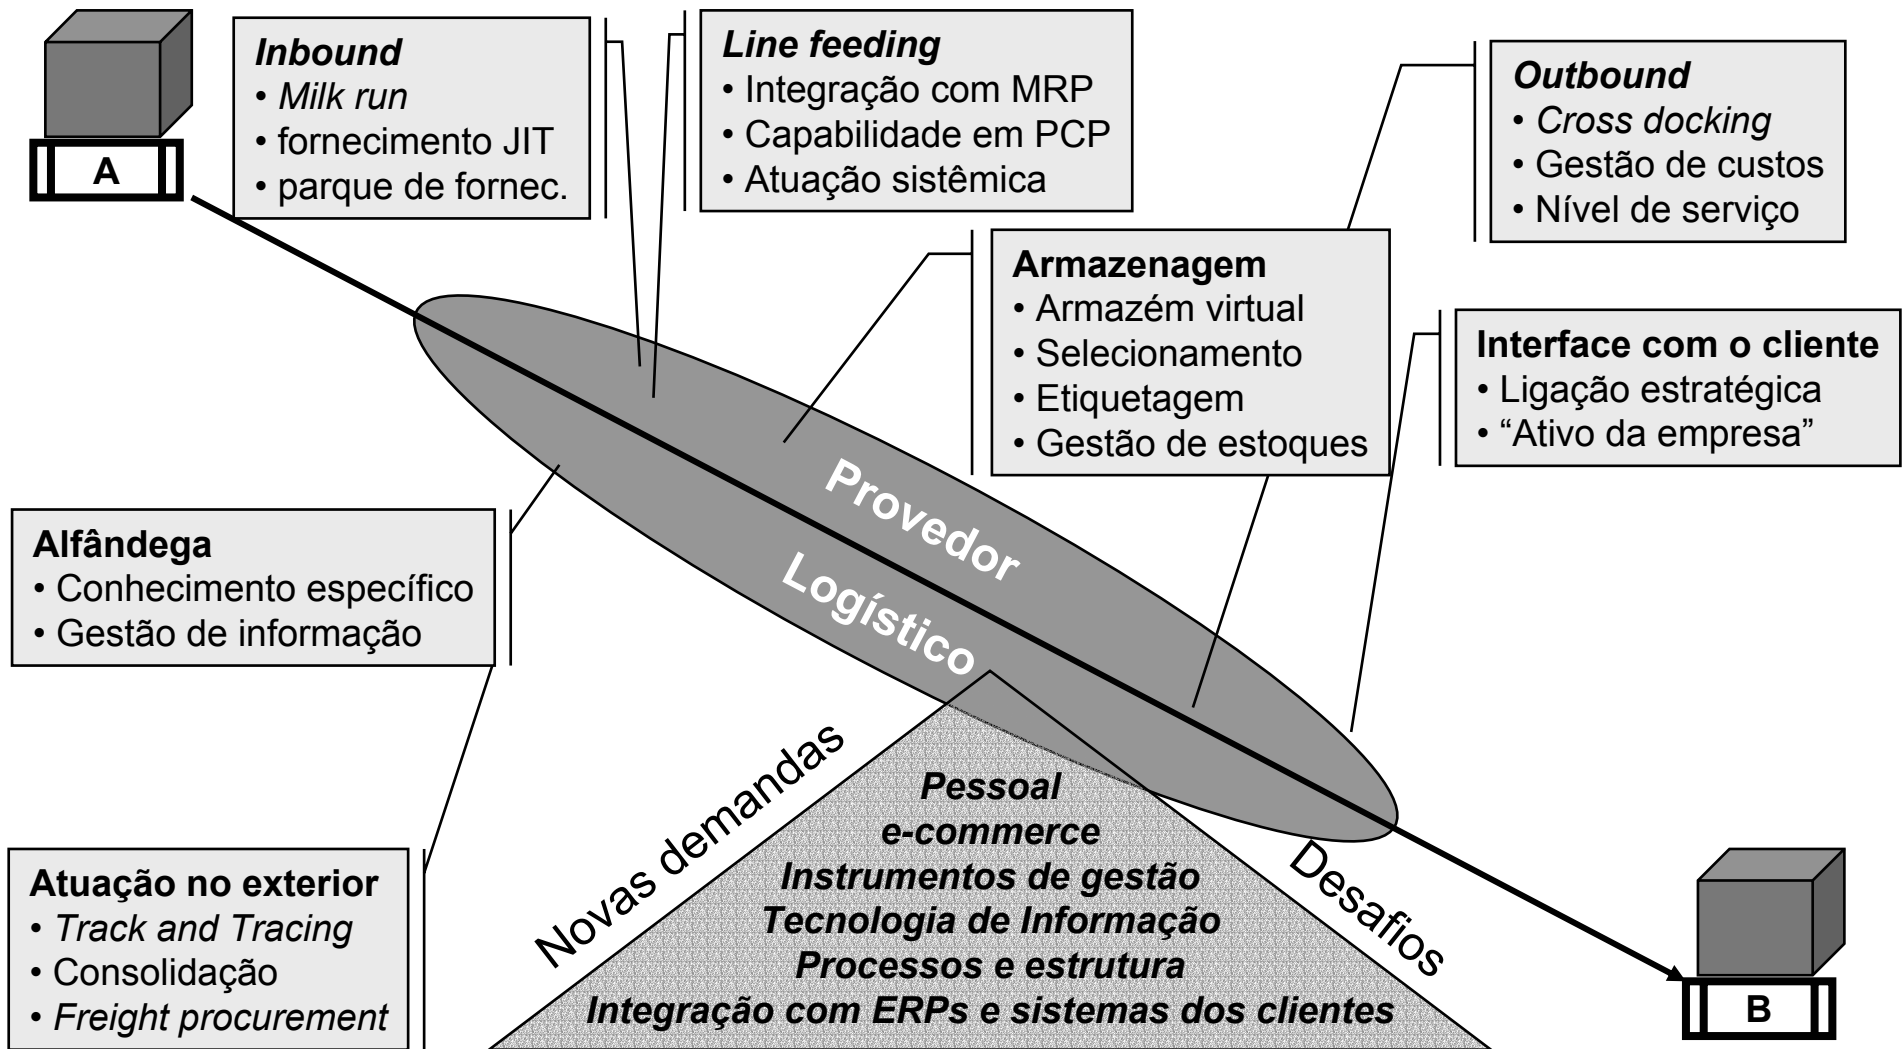 A
Inbound
• Milk run
• fornecimento JIT
• parque de fornec.
Line feeding
• Integração com MRP
• Capabilidade em PCP
• Atuação sistêmica
Outbound
• Cross docking
• Gestão de custos
• Nível de serviço
Armazenagem
• Armazém virtual
• Selecionamento
• Etiquetagem
• Gestão de estoques
Interface com o cliente
• Ligação estratégica
• “Ativo da empresa”
Provedor
Logístico
Alfândega
• Conhecimento específico
• Gestão de informação
Atuação no exterior
• Track and Tracing
• Consolidação
• Freight procurement
Novas demandas
Pessoal
e-commerce
Instrumentos de gestão
Tecnologia de Informação
Processos e estrutura
Integração com ERPs e sistemas dos clientes
Desafios
B